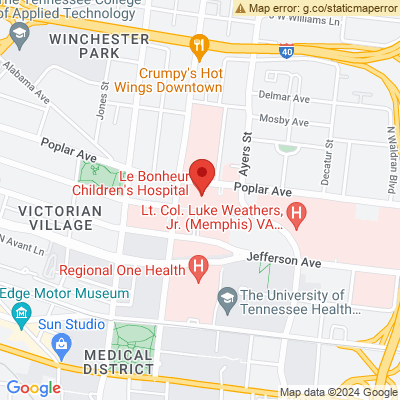 The Tennessee College
of Applied Technology
WINCHESTER
PARK
S W Williams Ln
Map error: g.co/staticmaperror
40
Alabama Ave
Jones St
Crumpy's Hot
Wings Downtown
Delmar Ave
Mosby Ave
Ayers St
Decatur St
N Waldran Blvd
Poplar Ave
Le Bonheur
Children's Hospital
Poplar Ave
VICTORIAN
VILLAGE
Lt. Col. Luke Weathers,
Jr. (Memphis) VA...
N Avant Ln
Regional One Health
Jefferson Ave
Edge Motor Museum
Sun Studio
The University of
Tennessee Health...
MEDICAL
DISTRICT
Google
Map data ©2024 Google